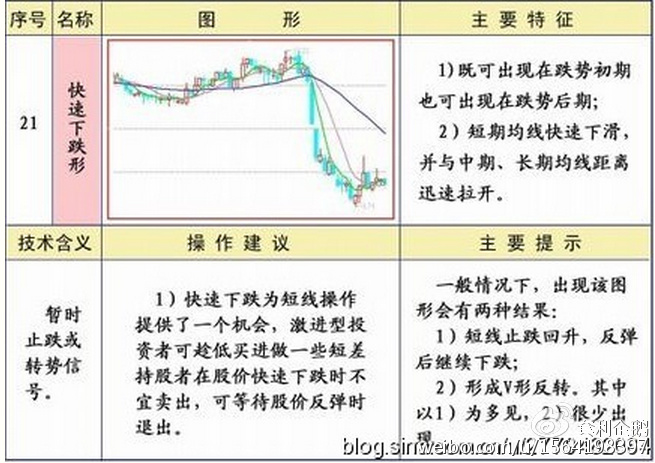 序号 名称 图 形 主要特征
21
快速下跌形
1)既可出现在跌势初期
也可出现在跌势后期;
2) 短期均线快速下滑,
并与中期、长期均线距离
迅速拉开。
技术含义 操作建议 主要提示
暂时
止跌或
转势信
号。
1) 快速下跌为短线操作
提供了一个机会,激进型投
资者可趁低买进做一些短差
持股者在股价快速下跌时不
宜卖出,可等待股价反弹时
退出。
一般情况下,出现该图
形会有两种结果:
1) 短线止跌回升,反弹
后继续下跌;
2) 形成V形反转。其中
以1) 为多见,2) 很少出
现